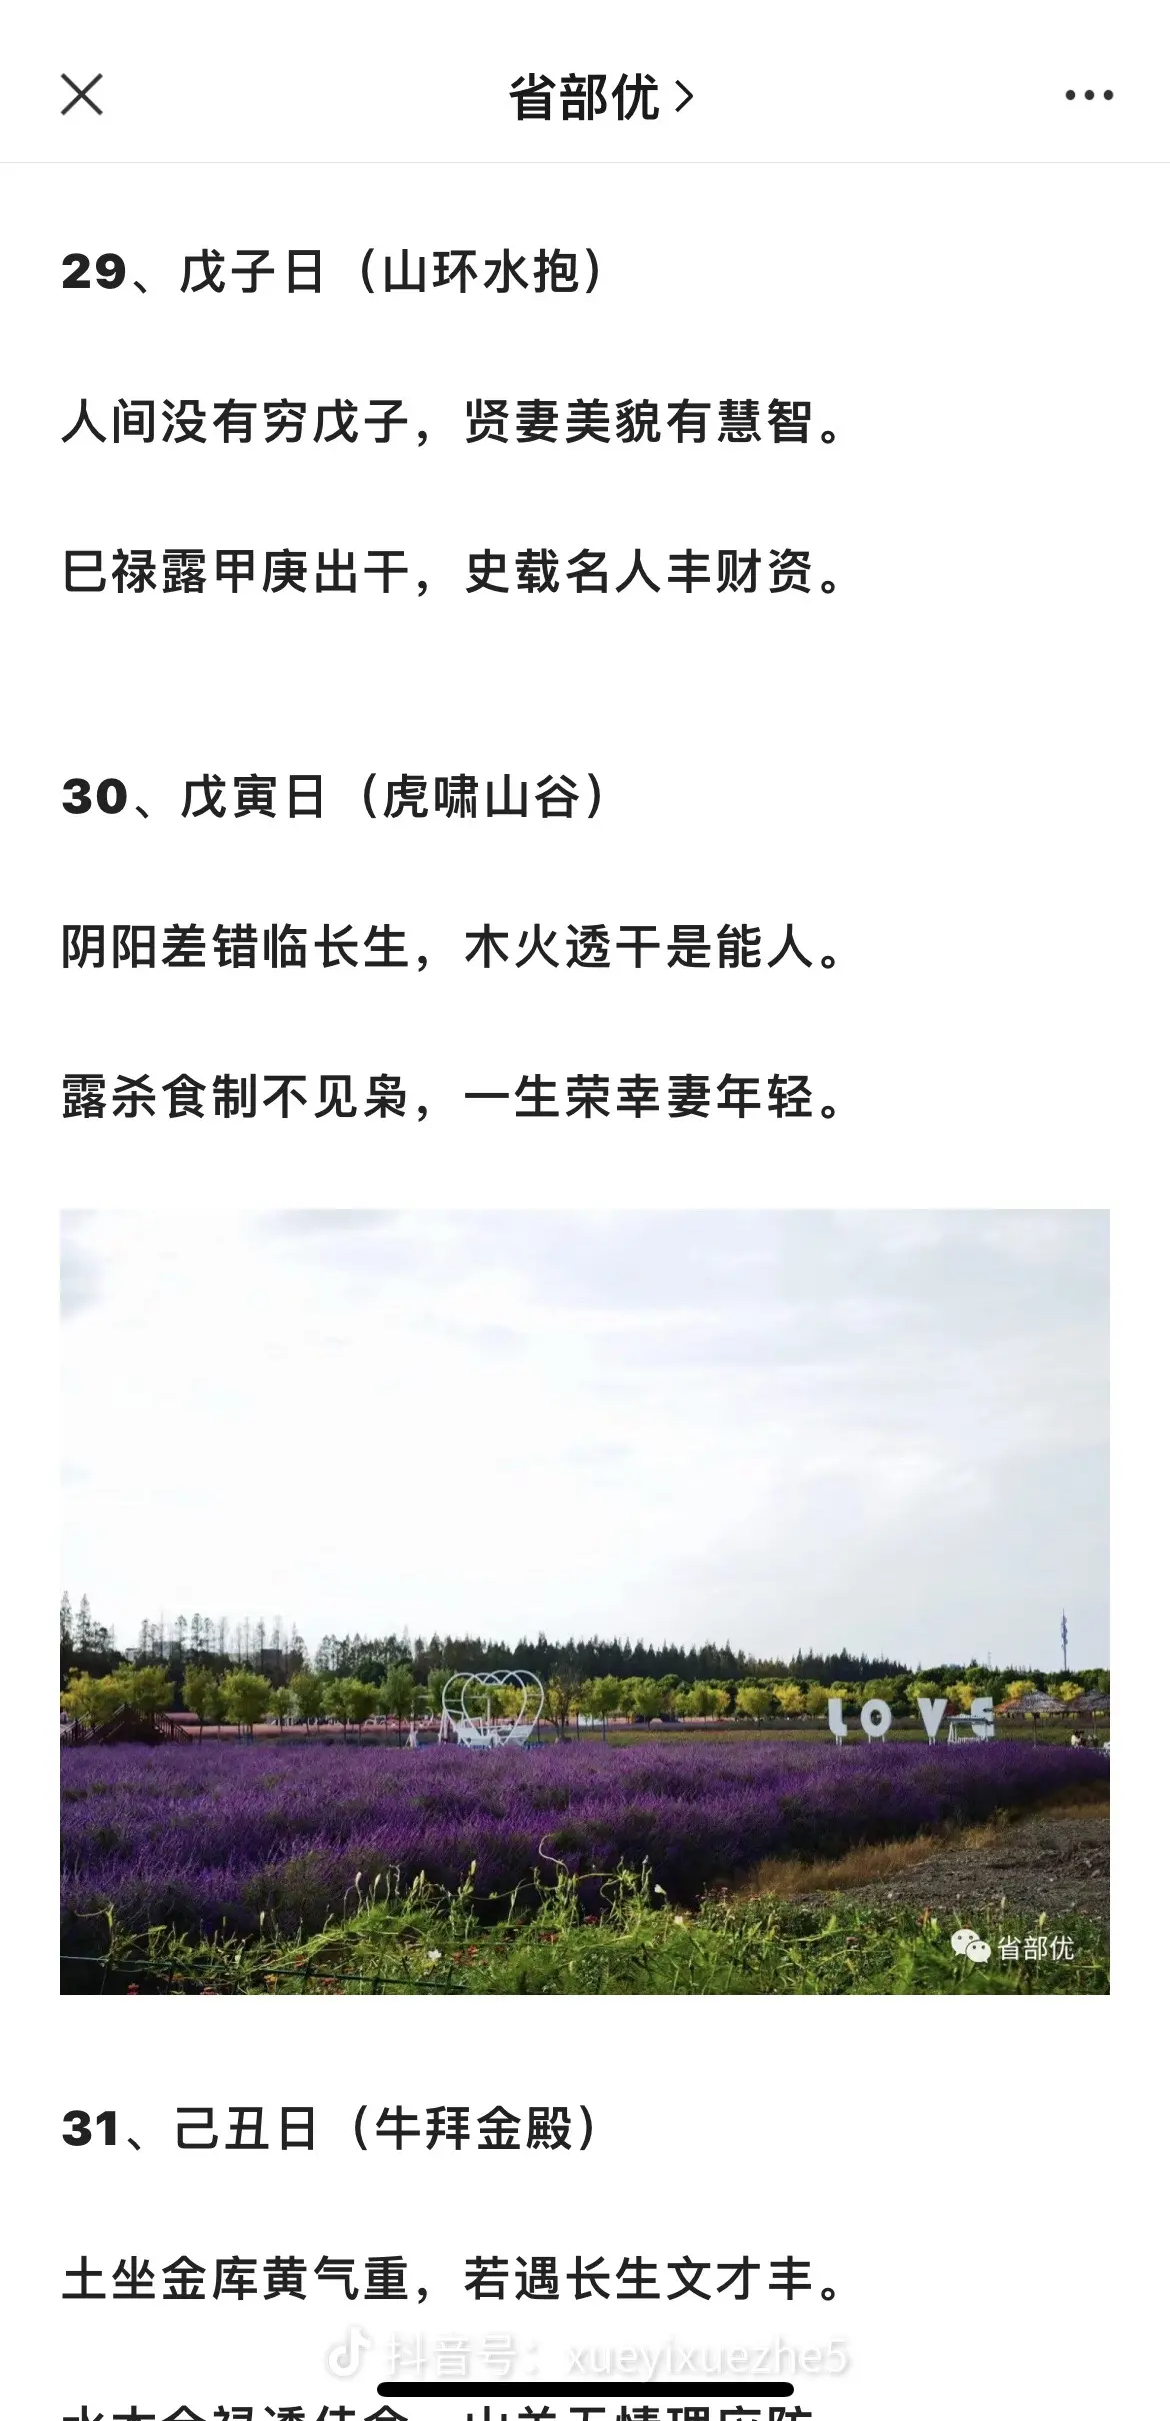 省部优
29、戊子日（山环水抱）
人间没有穷戊子，贤妻美貌有慧智。
巳禄露甲庚出干，史载名人丰财资。
30、戊寅日（虎啸山谷）
阴阳差错临长生，木火透干是能人。
露杀食制不见枭，一生荣幸妻年轻。
LOVE
省部优
31、己丑日（牛拜金殿）
土坐金库黄气重，若遇长生文才丰。
抖音号：xueyixuezhe5